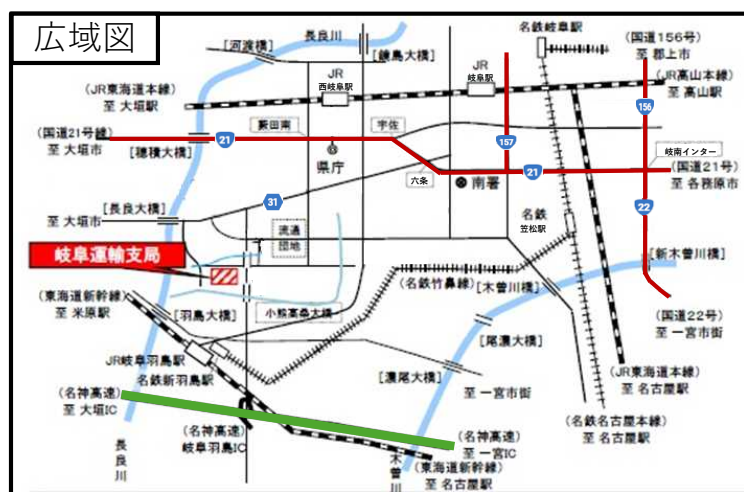 広域図
長良川
名鉄岐阜駅
(国道156号)
至 郡上市
[河渡橋]
[鏡島大橋]
JR
西岐阜駅
JR
岐阜駅
(JR高山本線)
至 高山駅
(JR東海道本線)
至 大垣駅
156
(国道21号線)
至 大垣市
21
薮田南
宇佐
157
岐南インター
[穂積大橋]
県庁
六条
南署
21
(国道21号)
至 各務原市
31
22
[長良大橋]
至 大垣市
流通
団地
名鉄
笠松駅
岐阜運輸支局
[新木曽川橋]
(名鉄竹鼻線)
[木曽川橋]
(東海道新幹線)
至 米原駅
[羽島大橋]
小熊高桑大橋
(国道22号)
至 一宮市街
[尾濃大橋]
JR岐阜羽島駅
名鉄新羽島駅
[濃尾大橋]
至 一宮市街
(JR東海道本線)
至 名古屋駅
(名神高速)
至 大垣IC
(名神高速)
岐阜羽島IC
(名神高速)
至 一宮IC
(名鉄名古屋本線)
至 名古屋駅
長良川
木曽川
(東海道新幹線)
至 名古屋駅